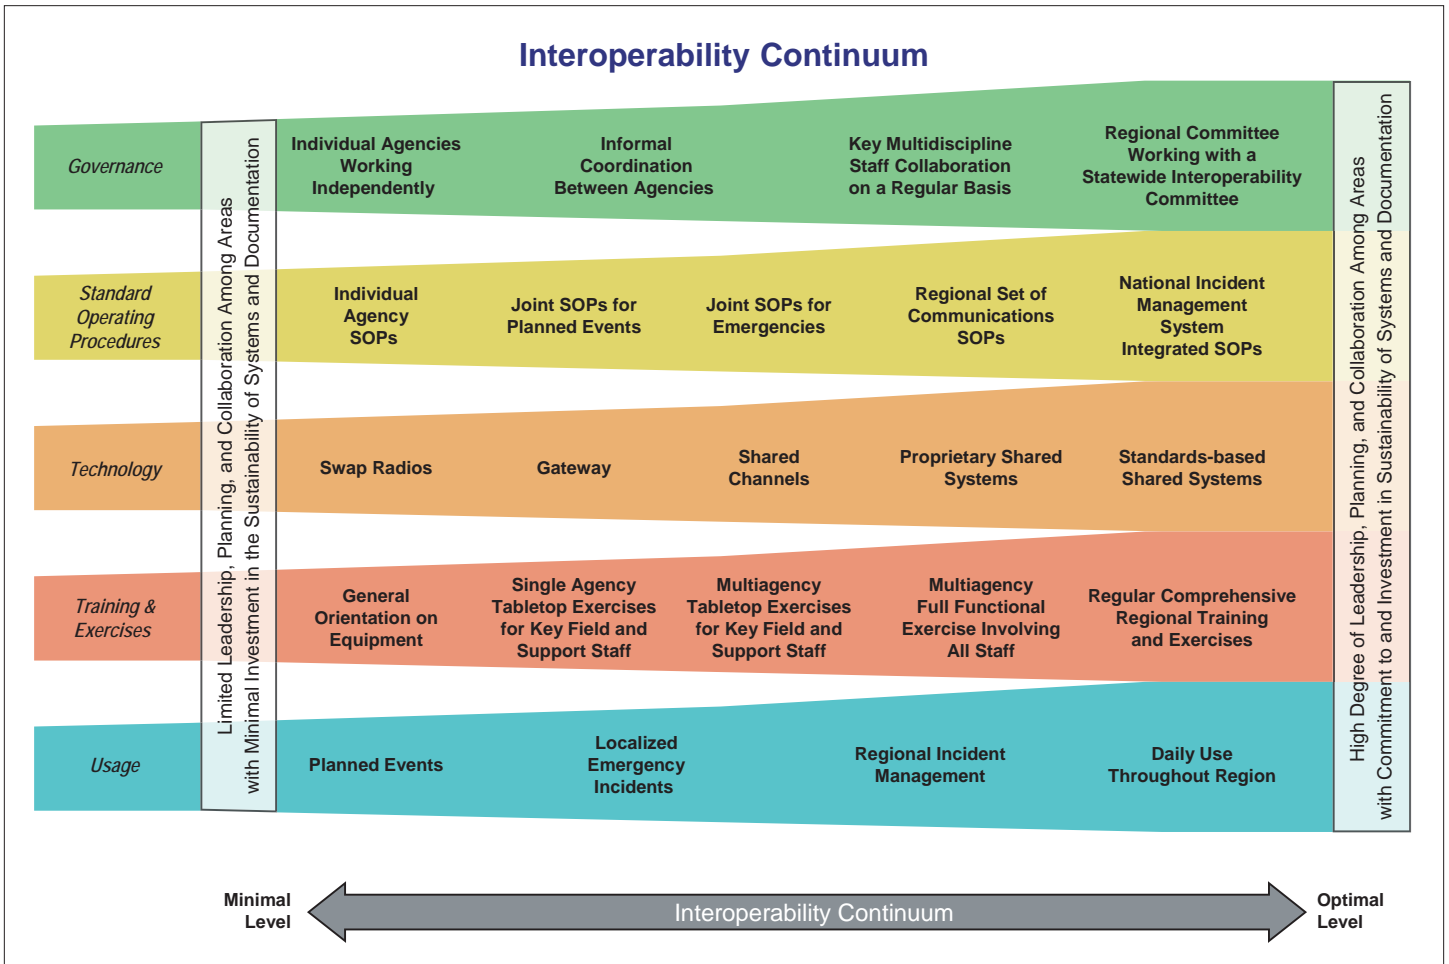 Interoperability Continuum
Governance
Limited Leadership, Planning, and Collaboration Among Areas
with Minimal Investment in the Sustainability of Systems and Documentation
Individual Agencies
Working
Independently
Informal
Coordination
Between Agencies
Key Multidiscipline
Staff Collaboration
on a Regular Basis
Regional Committee
Working with a
Statewide Interoperability
Committee
High Degree of Leadership, Planning, and Collaboration Among Areas
with Commitment to and Investment in Sustainability of Systems and Documentation
Standard
Operating
Procedures
Individual
Agency
SOPs
Joint SOPs for
Planned Events
Joint SOPs for
Emergencies
Regional Set of
Communications
SOPs
National Incident
Management
System
Integrated SOPs
Technology
Swap Radios
Gateway
Shared
Channels
Proprietary Shared
Systems
Standards-based
Shared Systems
Training &
Exercises
General
Orientation on
Equipment
Single Agency
Tabletop Exercises
for Key Field and
Support Staff
Multiagency
Tabletop Exercises
for Key Field and
Support Staff
Multiagency
Full Functional
Exercise Involving
All Staff
Regular Comprehensive
Regional Training
and Exercises
Usage
Planned Events
Localized
Emergency
Incidents
Regional Incident
Management
Daily Use
Throughout Region
Minimal
Level
Interoperability Continuum
Optimal
Level